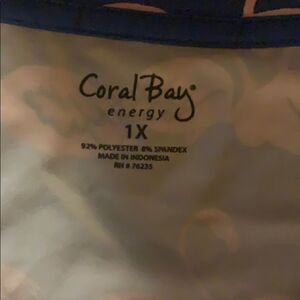 Coral Bay®
energy
1X
92% POLYESTER 8% SPANDEX
MADE IN INDONESIA
RN # 76235